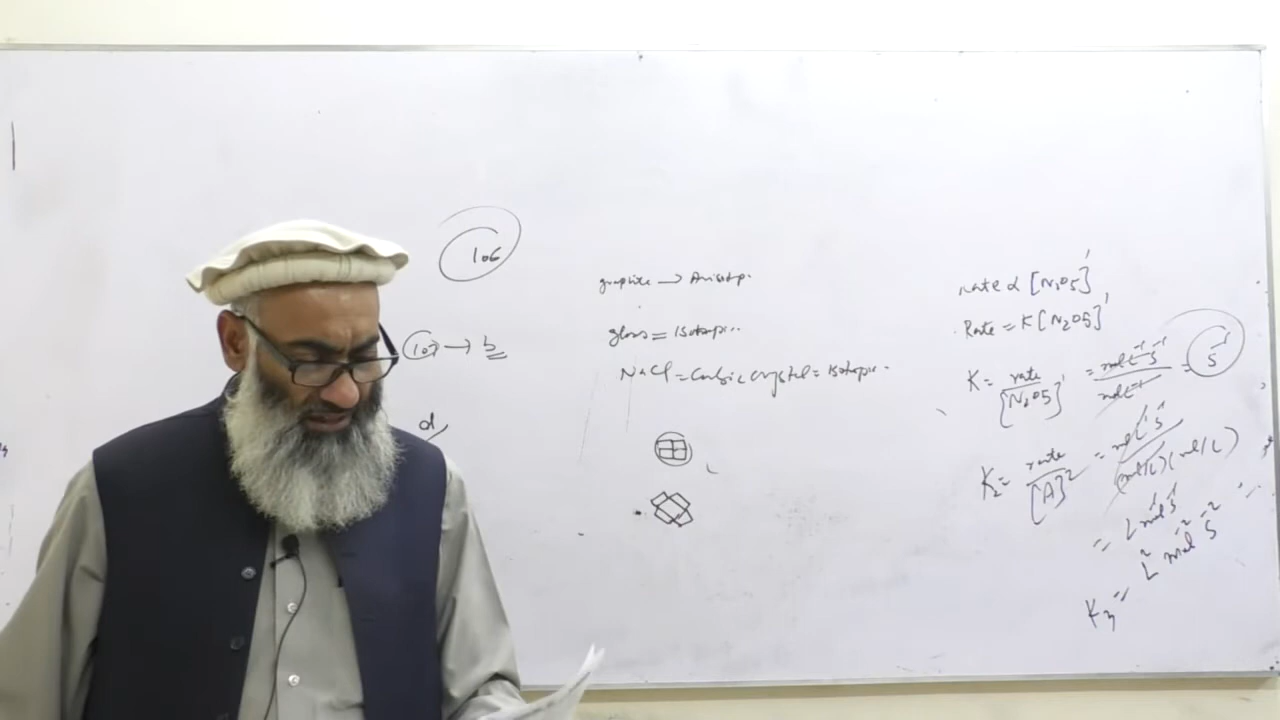 106
107 → b
d
graphite → Anisotp.
glass = Isotropic..
NaCl = Cubic crystal = Isotopic.
rate α [N2O5]¹
Rate = K [N2O5]¹
K = rate / [N2O5]¹ = mol L⁻¹ S⁻¹ / mol L⁻¹ = S⁻¹
K2 = rate / [A]² = mol L⁻¹ S⁻¹ / (mol/L)(mol/L)
= L mol⁻¹ S⁻¹
K3 = L² mol⁻² S⁻²